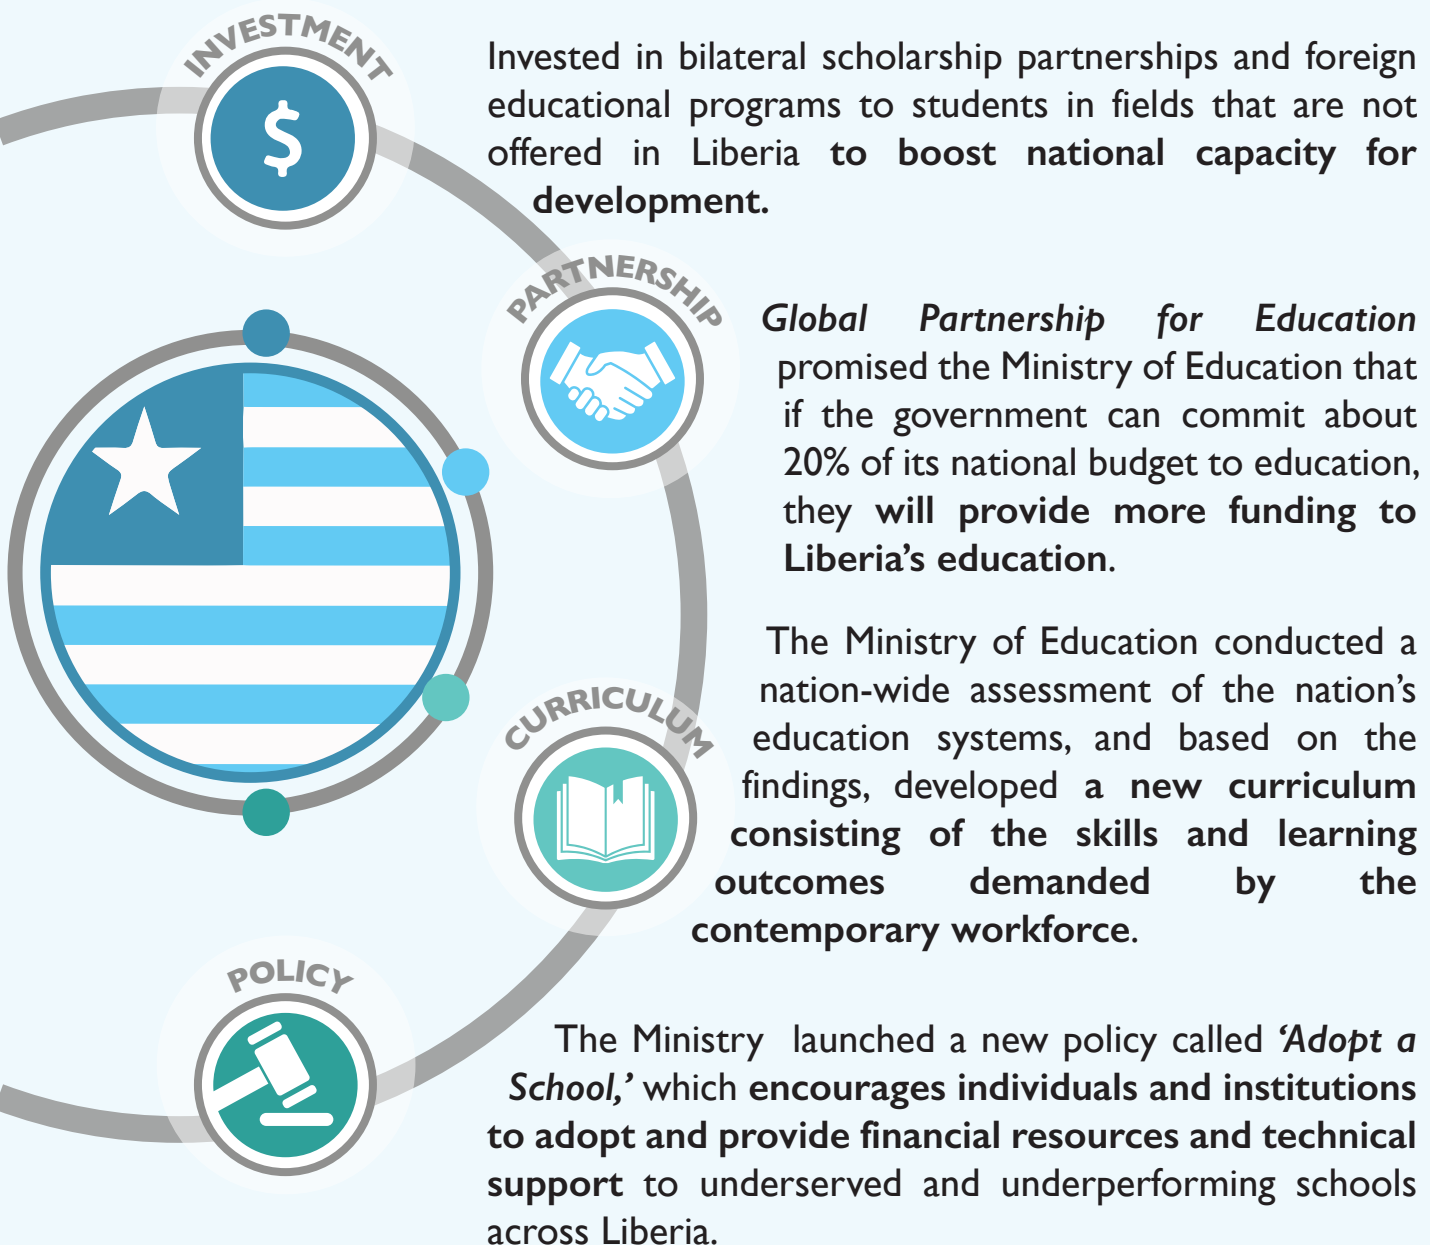 INVESTMENT
Invested in bilateral scholarship partnerships and foreign
educational programs to students in fields that are not
offered in Liberia to boost national capacity for
development.
PARTNERSHIP
Global Partnership for Education
promised the Ministry of Education that
if the government can commit about
20% of its national budget to education,
they will provide more funding to
Liberia’s education.
CURRICULUM
The Ministry of Education conducted a
nation-wide assessment of the nation’s
education systems, and based on the
findings, developed a new curriculum
consisting of the skills and learning
outcomes demanded by the
contemporary workforce.
POLICY
The Ministry launched a new policy called ‘Adopt a
School,’ which encourages individuals and institutions
to adopt and provide financial resources and technical
support to underserved and underperforming schools
across Liberia.